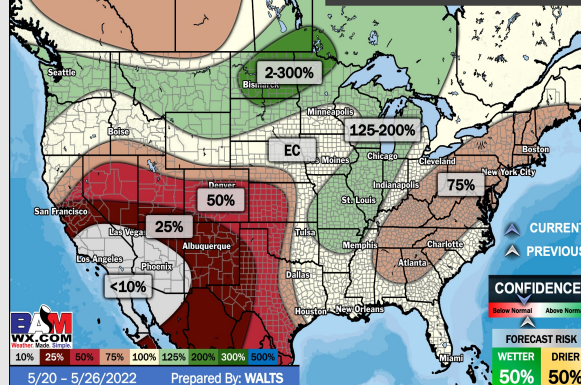 Seattle
2-300%
Bismarck
Minneapolis
125-200%
Boise
EC
s Moines
Chicago
Cleveland
Boston
New York City
Denver
50%
Indianapolis
75%
St. Louis
San Francisco
Las Vegas
25%
Albuquerque
Tulsa
Memphis
Charlotte
Los Angeles
Phoenix
Atlanta
<10%
Dallas
Houston
New Orleans
Miami
CURRENT
PREVIOUS
CONFIDENCE
Below Normal Above Norm
FORECAST RISK
WETTER DRIER
50% 50%
BAM
WX.COM
Weather. Made. Simple.
10% 25% 50% 75% 100% 125% 200% 300% 500%
5/20 – 5/26/2022 Prepared By: WALTS